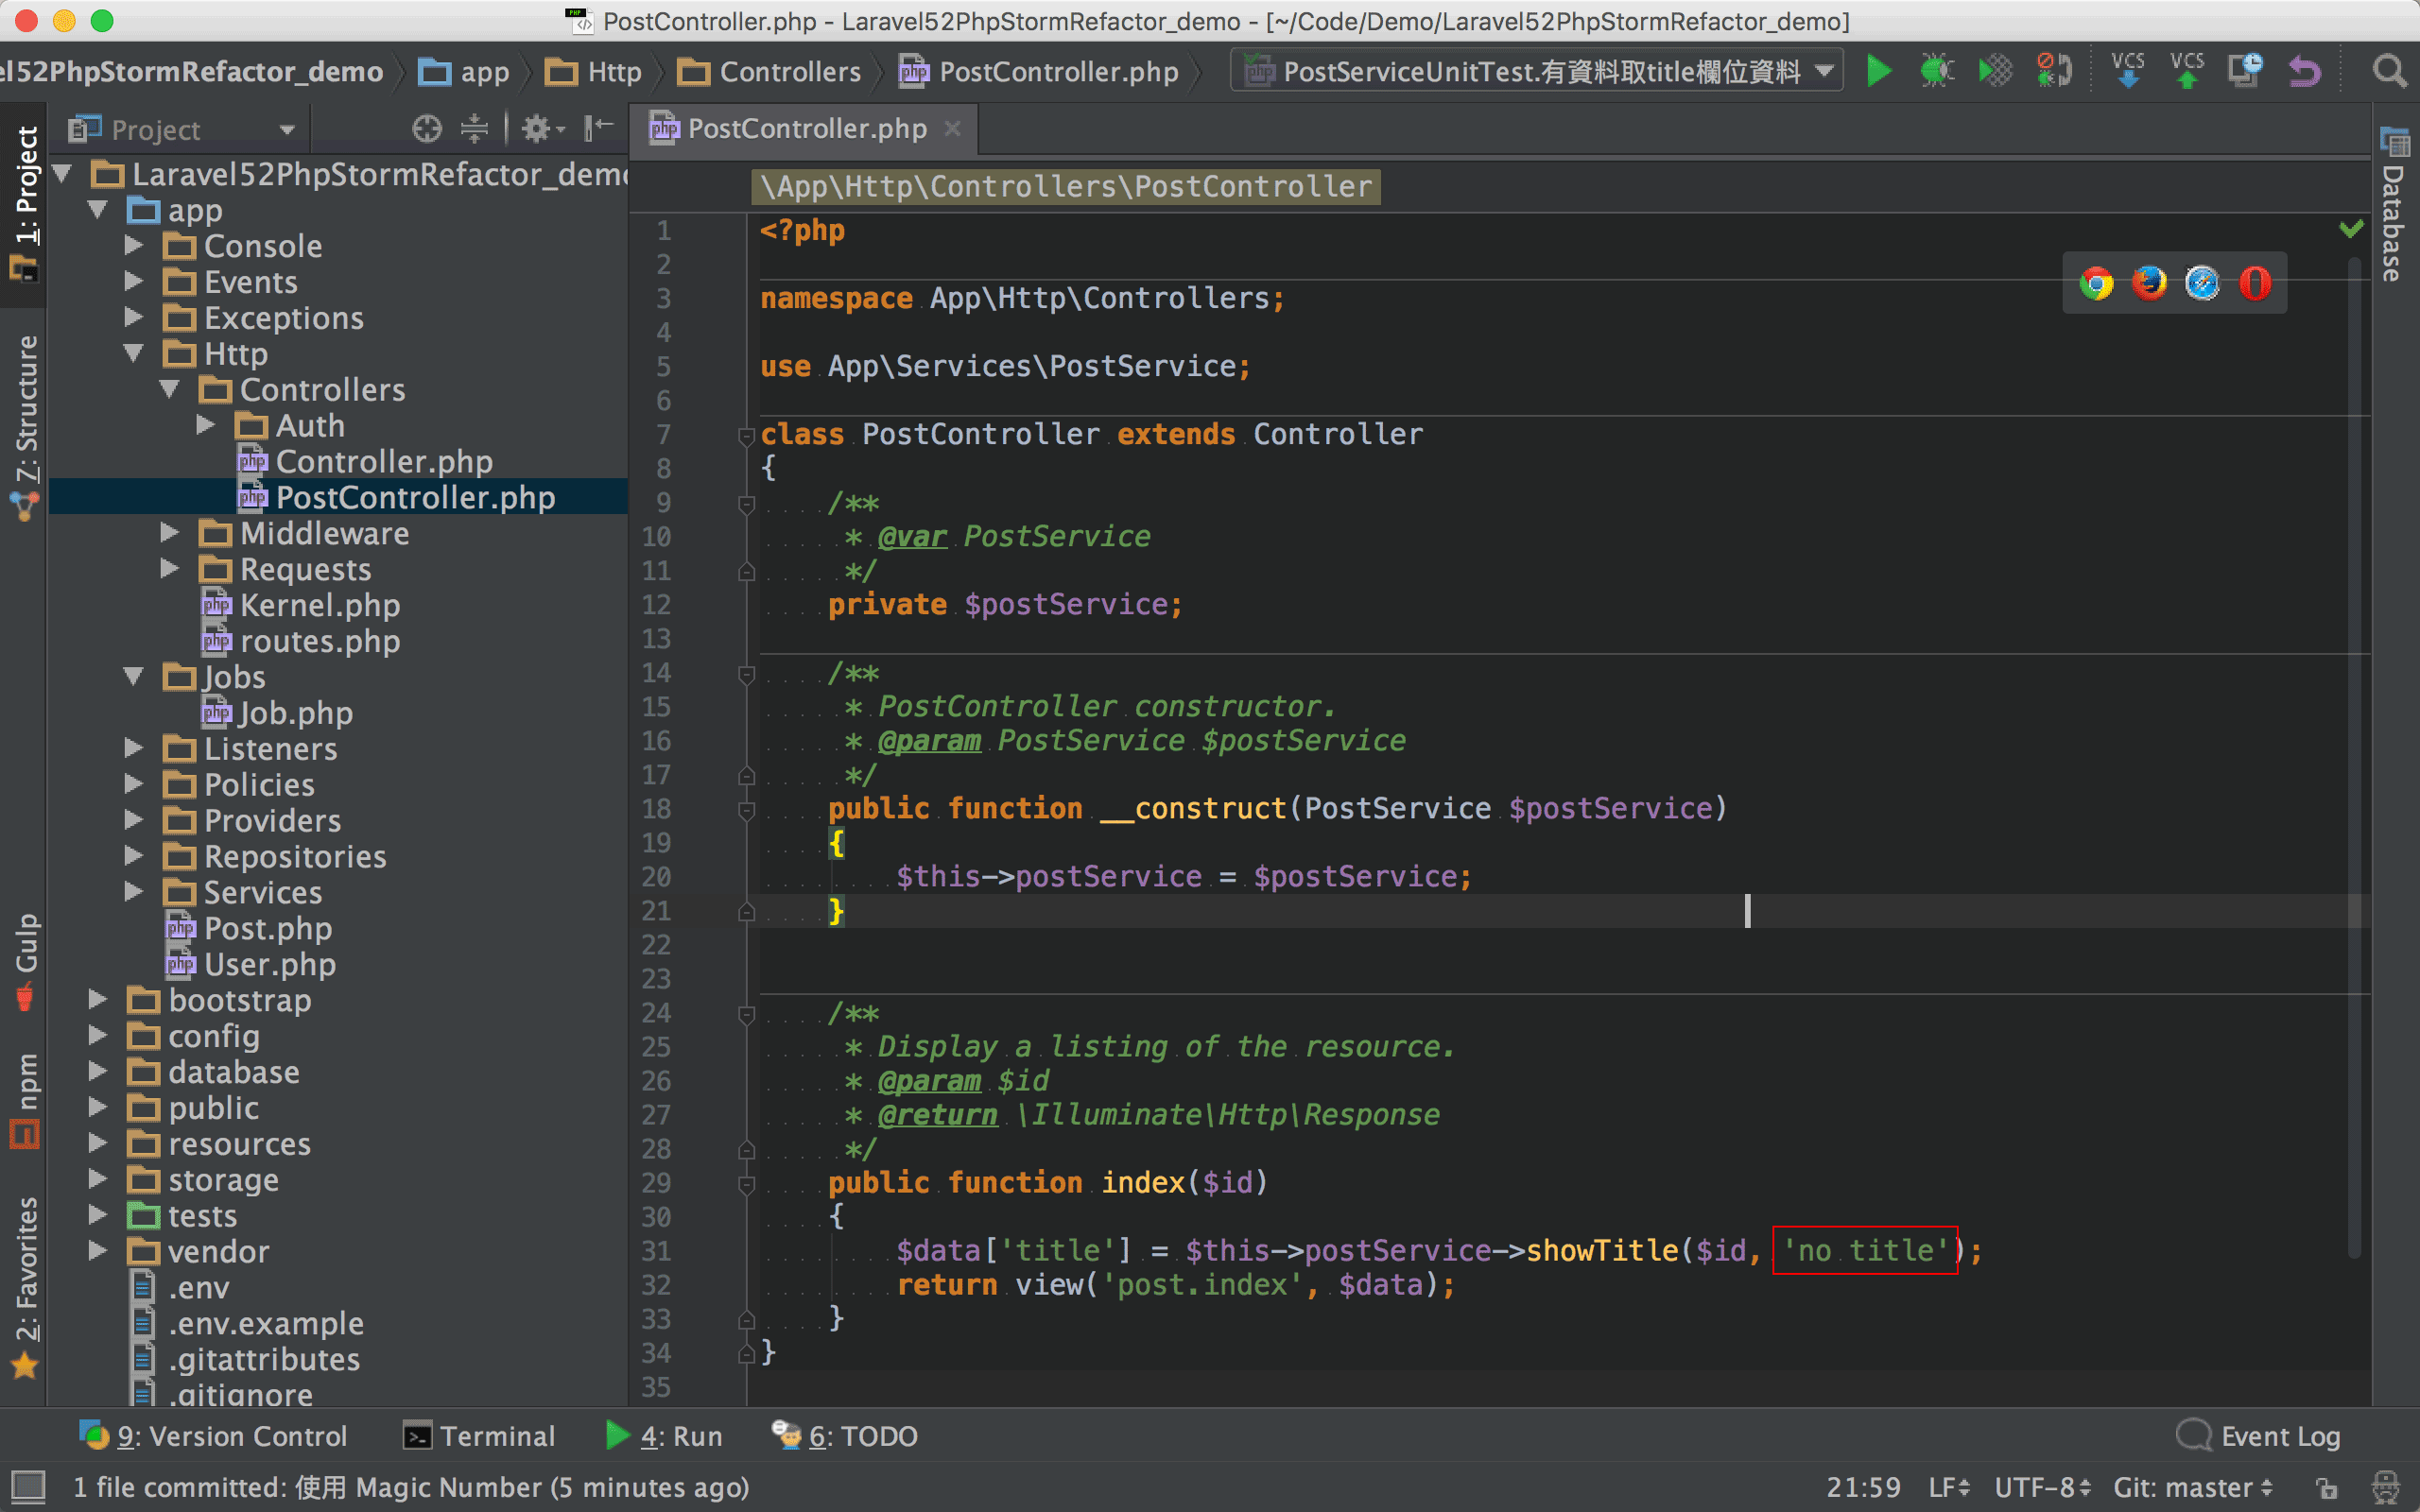 PostController.php - Laravel52PhpStormRefactor_demo - [~/Code/Demo/Laravel52PhpStormRefactor_demo]
el52PhpStormRefactor_demo app Http Controllers PostController.php PostServiceUnitTest.有資料取title欄位資料 VCS VCS
1: Project
Z: Structure
Gulp
npm
2: Favorites
Project
Laravel52PhpStormRefactor_demo
app
Console
Events
Exceptions
Http
Controllers
Auth
Controller.php
PostController.php
Middleware
Requests
Kernel.php
routes.php
Jobs
Job.php
Listeners
Policies
Providers
Repositories
Services
Post.php
User.php
bootstrap
config
database
public
resources
storage
tests
vendor
.env
.env.example
.gitattributes
.gitignore
PostController.php
\App\Http\Controllers\PostController
1 <?php
2
3 namespace App\Http\Controllers;
4
5 use App\Services\PostService;
6
7 class PostController extends Controller
8 {
9     /**
10      * @var PostService
11      */
12     private $postService;
13
14     /**
15      * PostController constructor.
16      * @param PostService $postService
17      */
18     public function __construct(PostService $postService)
19     {
20         $this->postService = $postService;
21     }
22
23
24     /**
25      * Display a listing of the resource.
26      * @param $id
27      * @return \Illuminate\Http\Response
28      */
29     public function index($id)
30     {
31         $data['title'] = $this->postService->showTitle($id, 'no title');
32         return view('post.index', $data);
33     }
34 }
35
Database
9: Version Control Terminal 4: Run 6: TODO Event Log
1 file committed: 使用 Magic Number (5 minutes ago) 21:59 LF UTF-8 Git: master